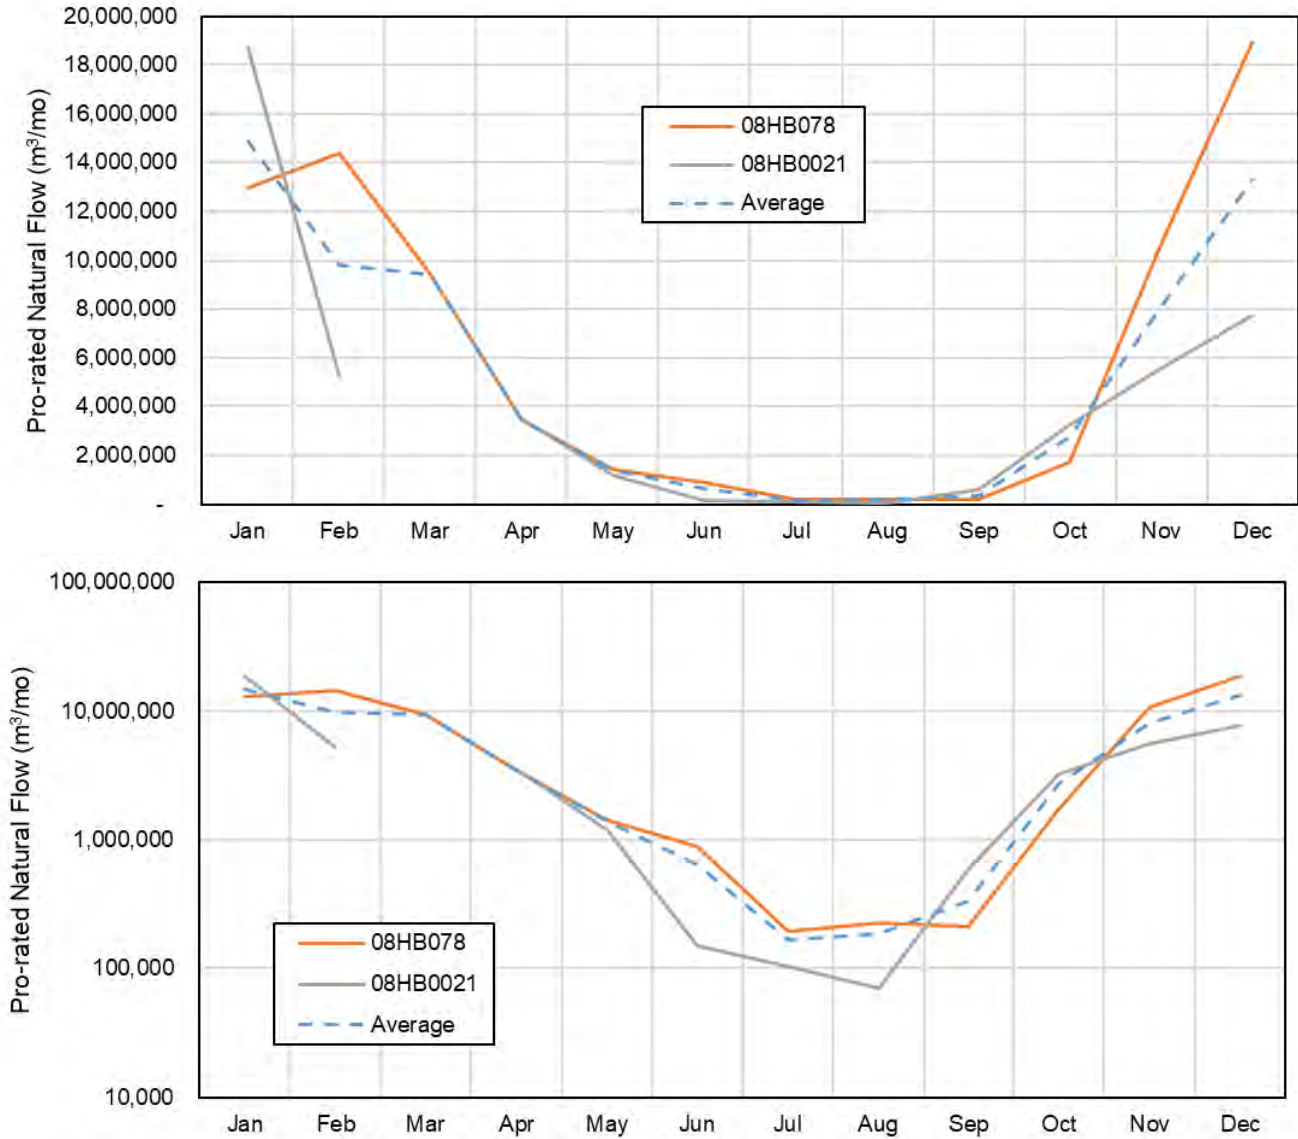 20,000,000
18,000,000
16,000,000
14,000,000
12,000,000
10,000,000
8,000,000
6,000,000
4,000,000
2,000,000
-
Pro-rated Natural Flow (m³/mo)
08HB078
08HB0021
Average
Jan Feb Mar Apr May Jun Jul Aug Sep Oct Nov Dec
100,000,000
10,000,000
1,000,000
100,000
10,000
Pro-rated Natural Flow (m³/mo)
08HB078
08HB0021
Average
Jan Feb Mar Apr May Jun Jul Aug Sep Oct Nov Dec